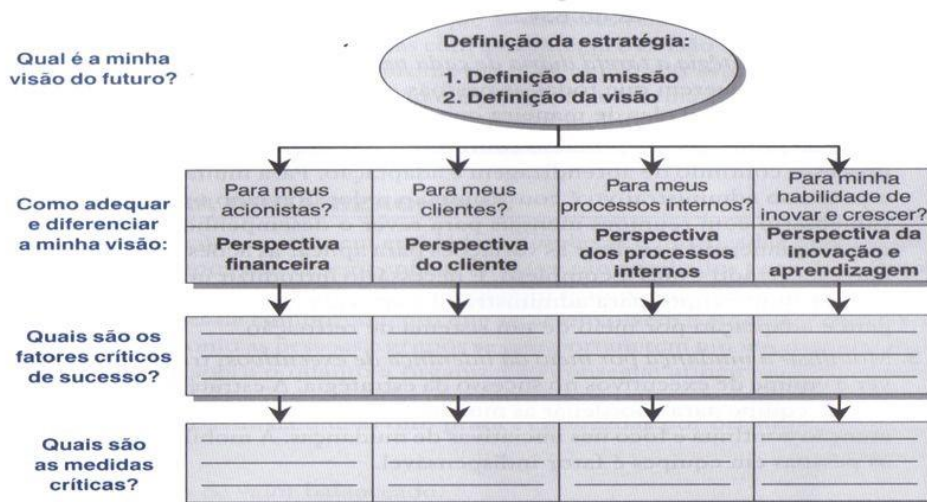 Qual é a minha
visão do futuro?
Definição da estratégia:
1. Definição da missão
2. Definição da visão
Como adequar
e diferenciar
a minha visão:
Para meus
acionistas?
Perspectiva
financeira
Para meus
clientes?
Perspectiva
do cliente
Para meus
processos internos?
Perspectiva
dos processos
internos
Para minha
habilidade de
inovar e crescer?
Perspectiva da
inovação e
aprendizagem
Quais são os
fatores críticos
de sucesso?
Quais são
as medidas
críticas?